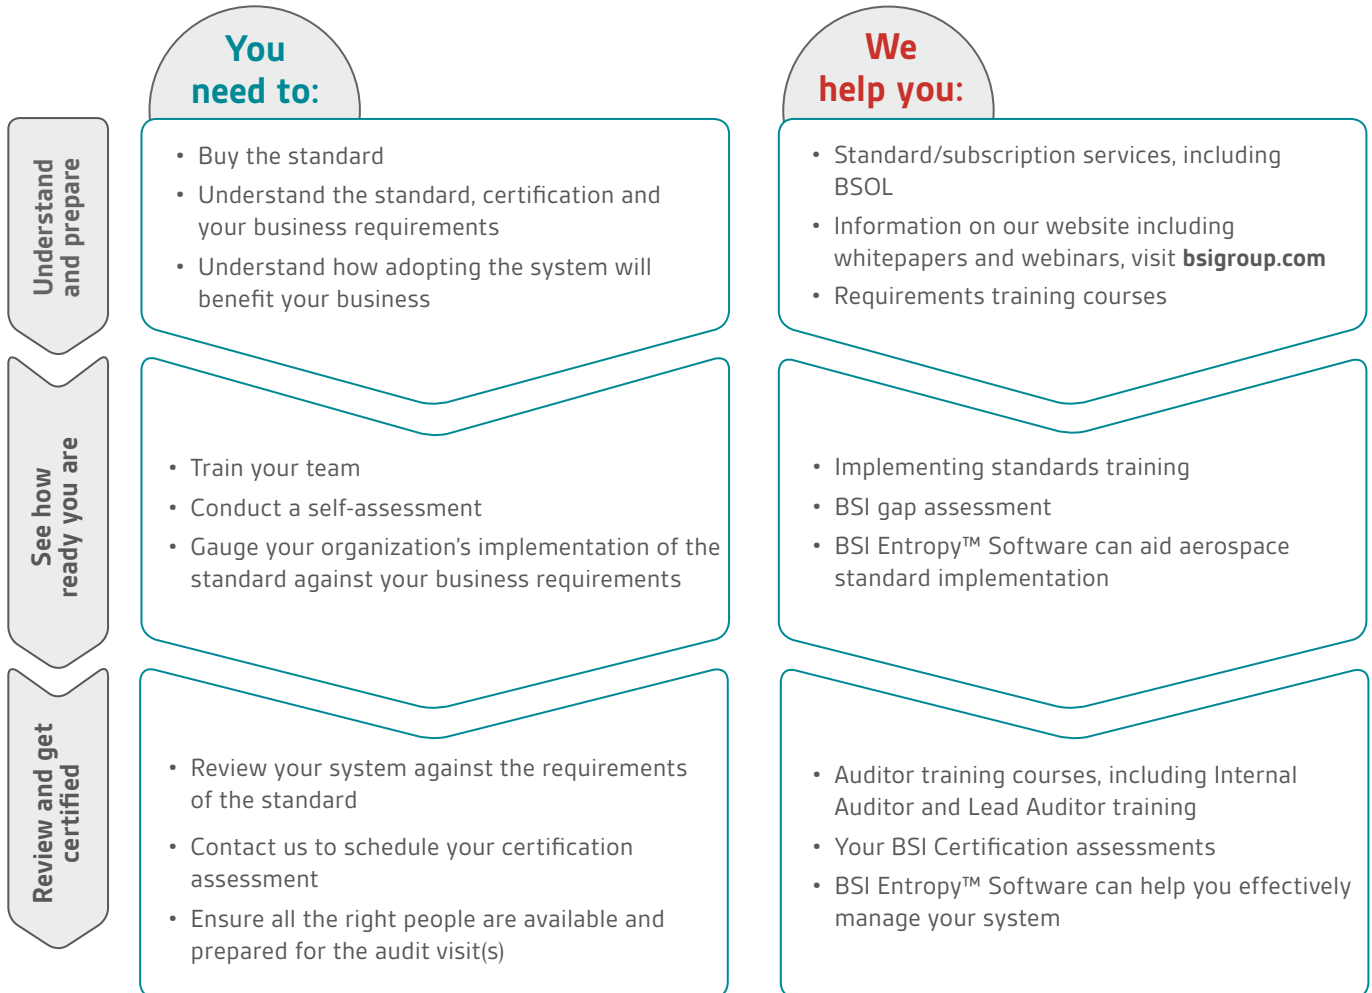 You
need to:
We
help you:
Understand
and prepare
• Buy the standard
• Understand the standard, certification and
your business requirements
• Understand how adopting the system will
benefit your business
• Standard/subscription services, including
BSOL
• Information on our website including
whitepapers and webinars, visit bsigroup.com
• Requirements training courses
See how
ready you are
• Train your team
• Conduct a self-assessment
• Gauge your organization's implementation of the
standard against your business requirements
• Implementing standards training
• BSI gap assessment
• BSI Entropy™ Software can aid aerospace
standard implementation
Review and get
certified
• Review your system against the requirements
of the standard
• Contact us to schedule your certification
assessment
• Ensure all the right people are available and
prepared for the audit visit(s)
• Auditor training courses, including Internal
Auditor and Lead Auditor training
• Your BSI Certification assessments
• BSI Entropy™ Software can help you effectively
manage your system